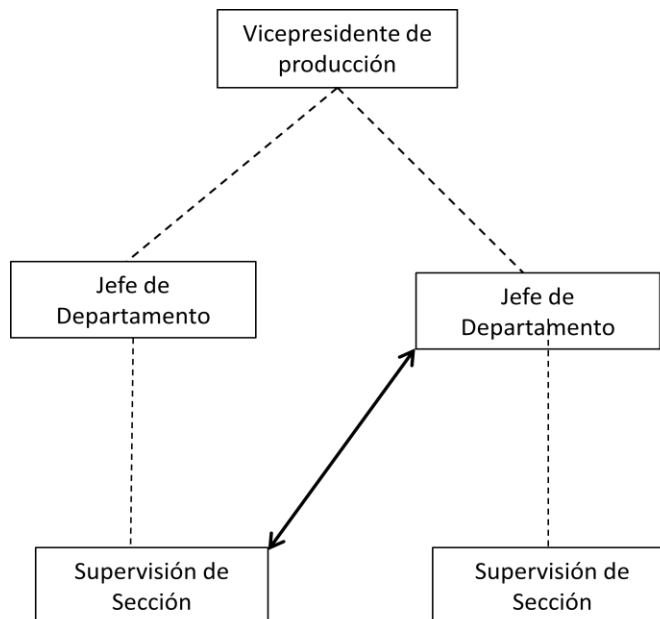 Vicepresidente de
producción
Jefe de
Departamento
Jefe de
Departamento
Supervisión de
Sección
Supervisión de
Sección